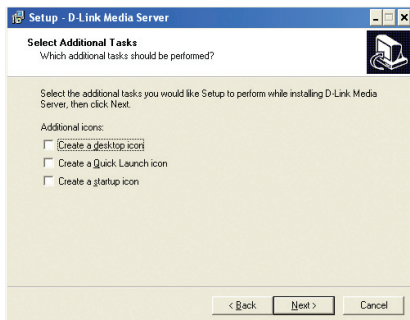 Setup - D-Link Media Server
Select Additional Tasks
Which additional tasks should be performed?
Select the additional tasks you would like Setup to perform while installing D-Link Media
Server, then click Next.
Additional icons:
Create a desktop icon
Create a Quick Launch icon
Create a startup icon
< Back Next > Cancel